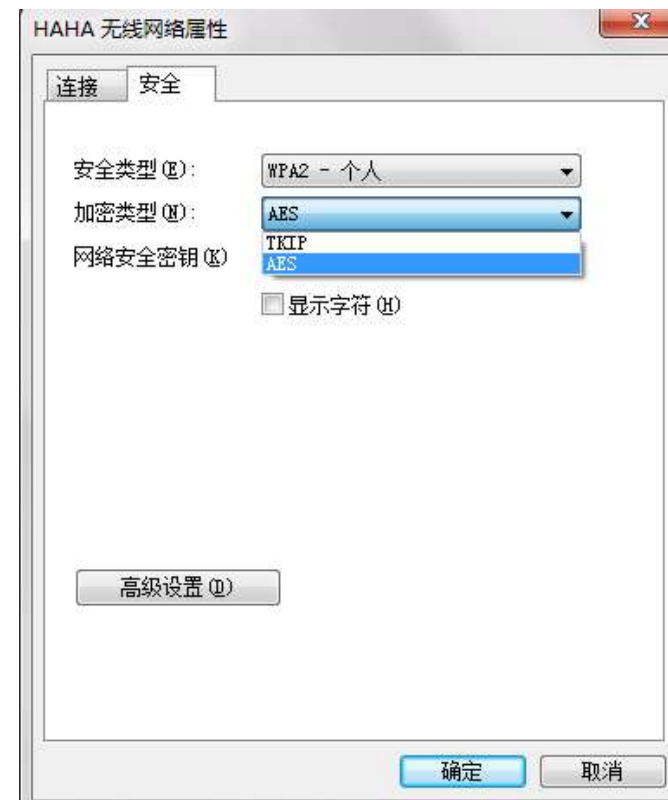 HAHA 无线网络属性
连接 安全
安全类型(E): WPA2 - 个人
加密类型(N): AES
TKIP
网络安全密钥(K) AES
显示字符(H)
高级设置(D)
确定 取消